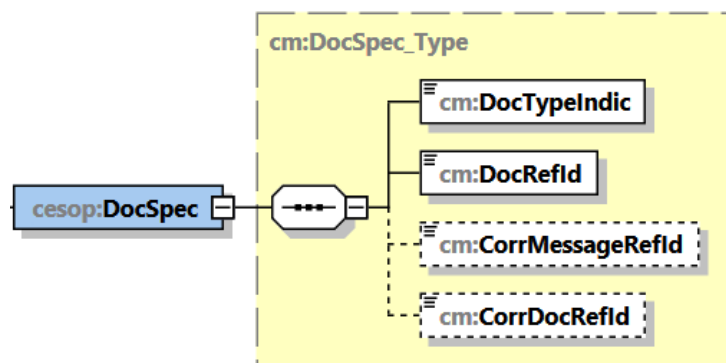 cm:DocSpec_Type
cm:DocTypeIndic
cm:DocRefId
cesop:DocSpec
cm:CorrMessageRefId
cm:CorrDocRefId